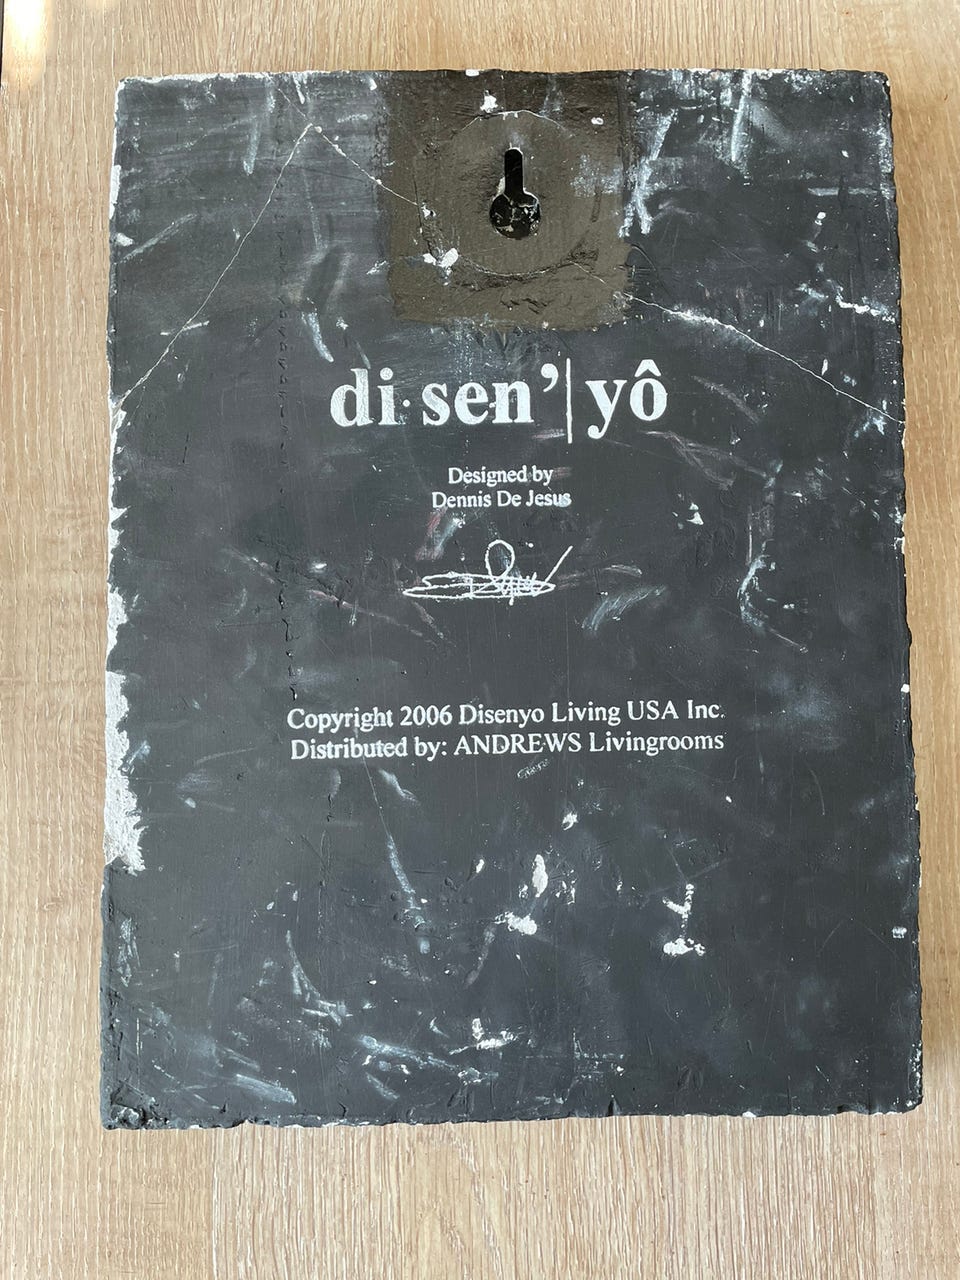 di·sen’|yô
Designed by
Dennis De Jesus
Copyright 2006 Disenyo Living USA Inc.
Distributed by: ANDREWS Livingrooms